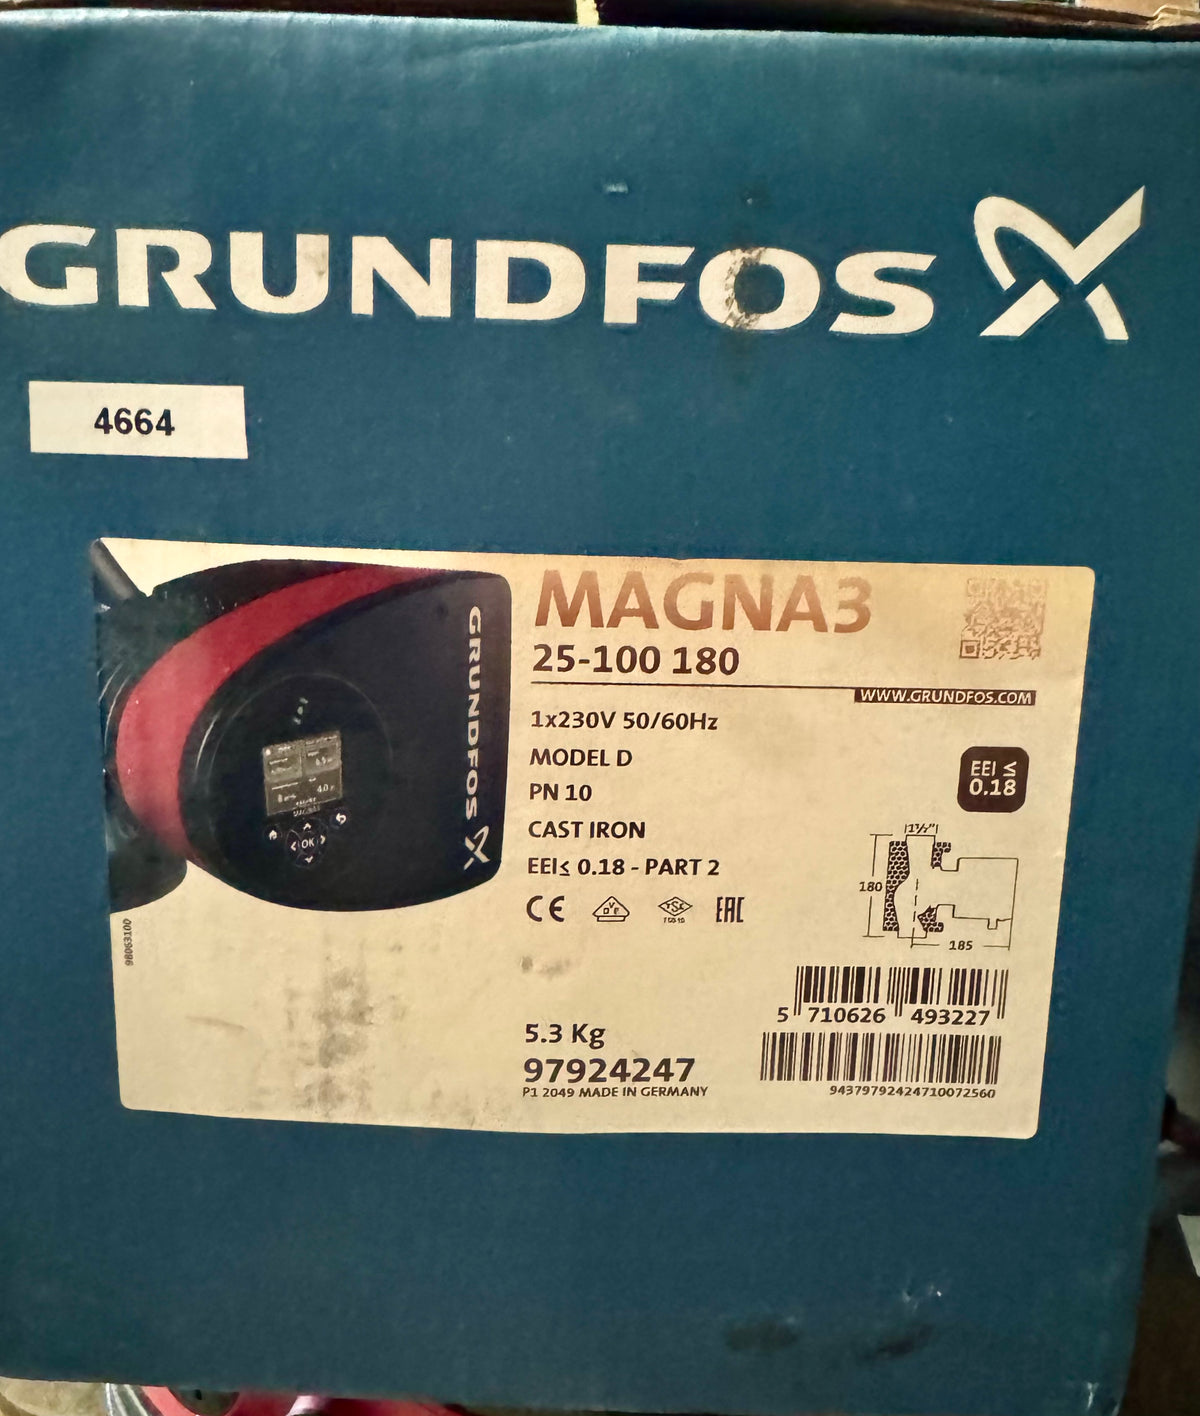 GRUNDFOS
4664
MAGNA3
25-100 180
WWW.GRUNDFOS.COM
1x230V 50/60Hz
MODEL D
PN 10
CAST IRON
EEI≤ 0.18 - PART 2
EEI ≤
0.18
CE
EAC
1½"
180
185
GRUNDFOS
OK
98063100
5 710626 493227
5.3 Kg
97924247
P1 2049 MADE IN GERMANY
94379792424710072560